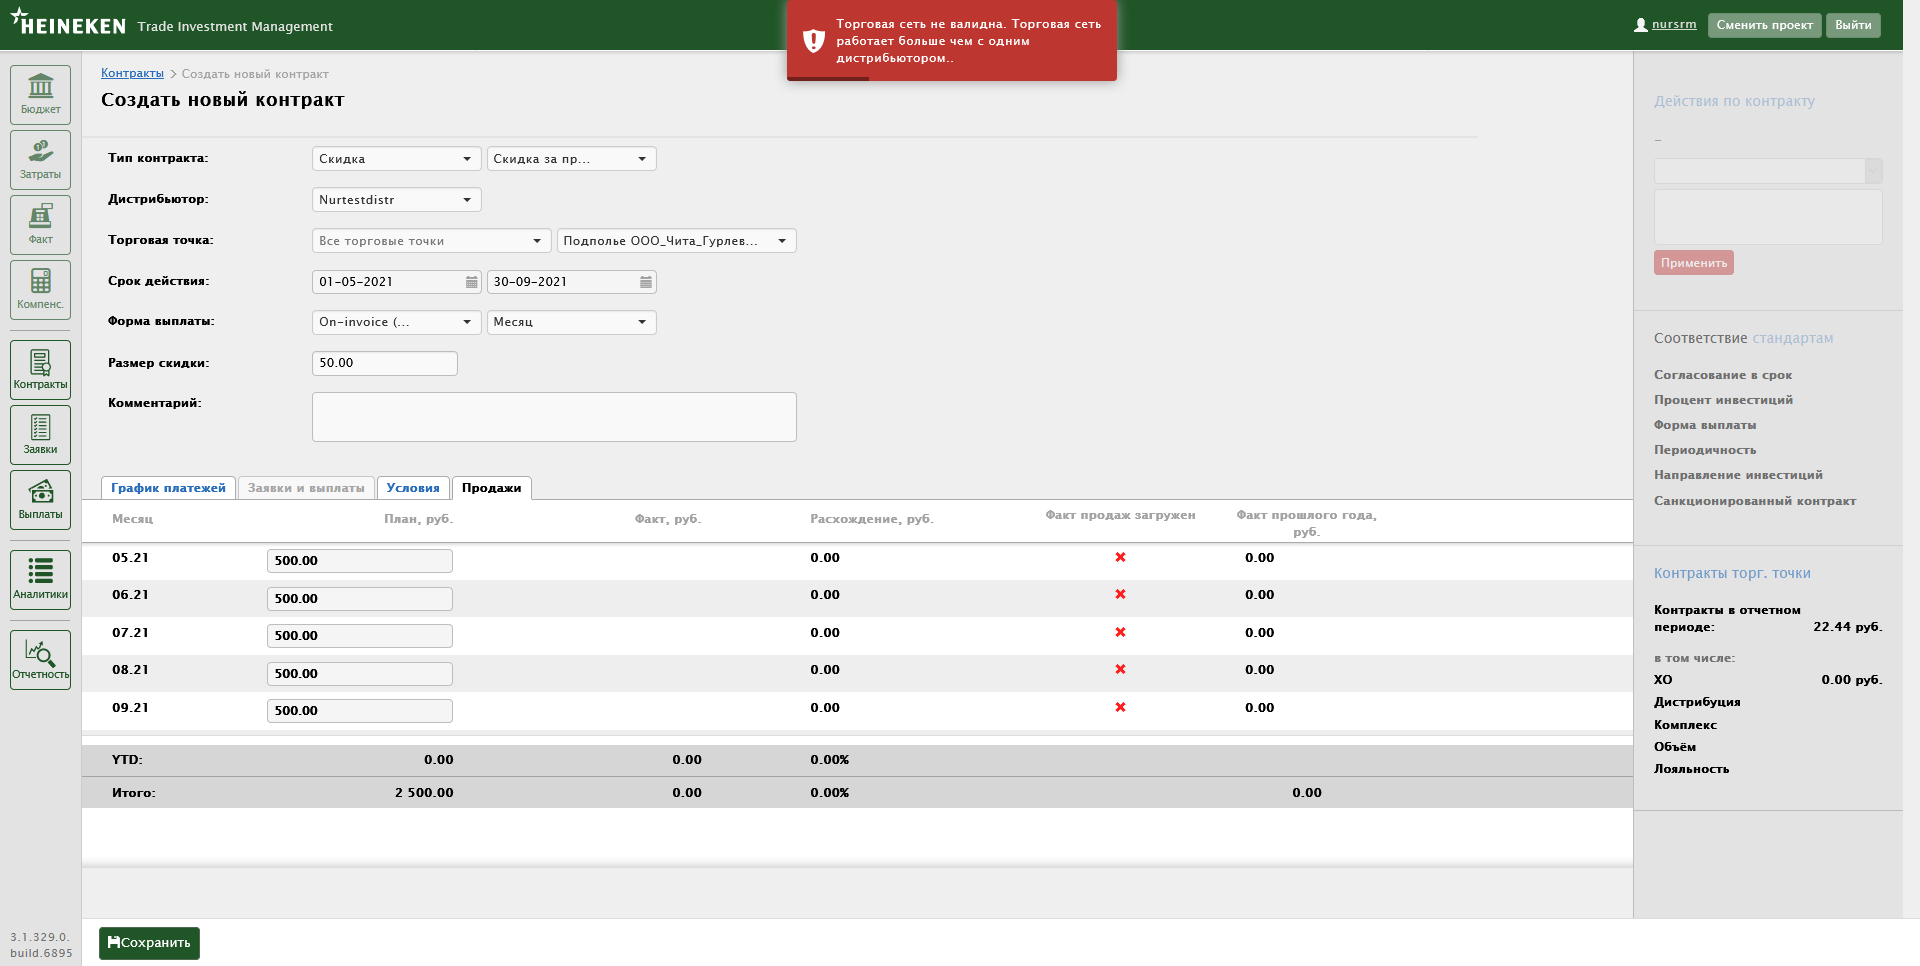 HEINEKEN Trade Investment Management
Торговая сеть не валидна. Торговая сеть
работает больше чем с одним
дистрибьютором..
nursrm Сменить проект Выйти
Бюджет
Затраты
Факт
Компенс.
Контракты
Заявки
Выплаты
Аналитики
Отчетность
3.1.329.0.
build.6895
Контракты > Создать новый контракт
Создать новый контракт
Тип контракта: Скидка Скидка за пр...
Дистрибьютор: Nurtestdistr
Торговая точка: Все торговые точки Подполье ООО_Чита_Гурлев...
Срок действия: 01-05-2021 30-09-2021
Форма выплаты: On-invoice (... Месяц
Размер скидки: 50.00
Комментарий:
График платежей Заявки и выплаты Условия Продажи
Месяц План, руб. Факт, руб. Расхождение, руб. Факт продаж загружен Факт прошлого года,
руб.
05.21 500.00 0.00 0.00
06.21 500.00 0.00 0.00
07.21 500.00 0.00 0.00
08.21 500.00 0.00 0.00
09.21 500.00 0.00 0.00
YTD: 0.00 0.00 0.00%
Итого: 2 500.00 0.00 0.00% 0.00
Сохранить
Действия по контракту
–
Применить
Соответствие стандартам
Согласование в срок
Процент инвестиций
Форма выплаты
Периодичность
Направление инвестиций
Санкционированный контракт
Контракты торг. точки
Контракты в отчетном
периоде: 22.44 руб.
в том числе:
ХО 0.00 руб.
Дистрибуция
Комплекс
Объём
Лояльность